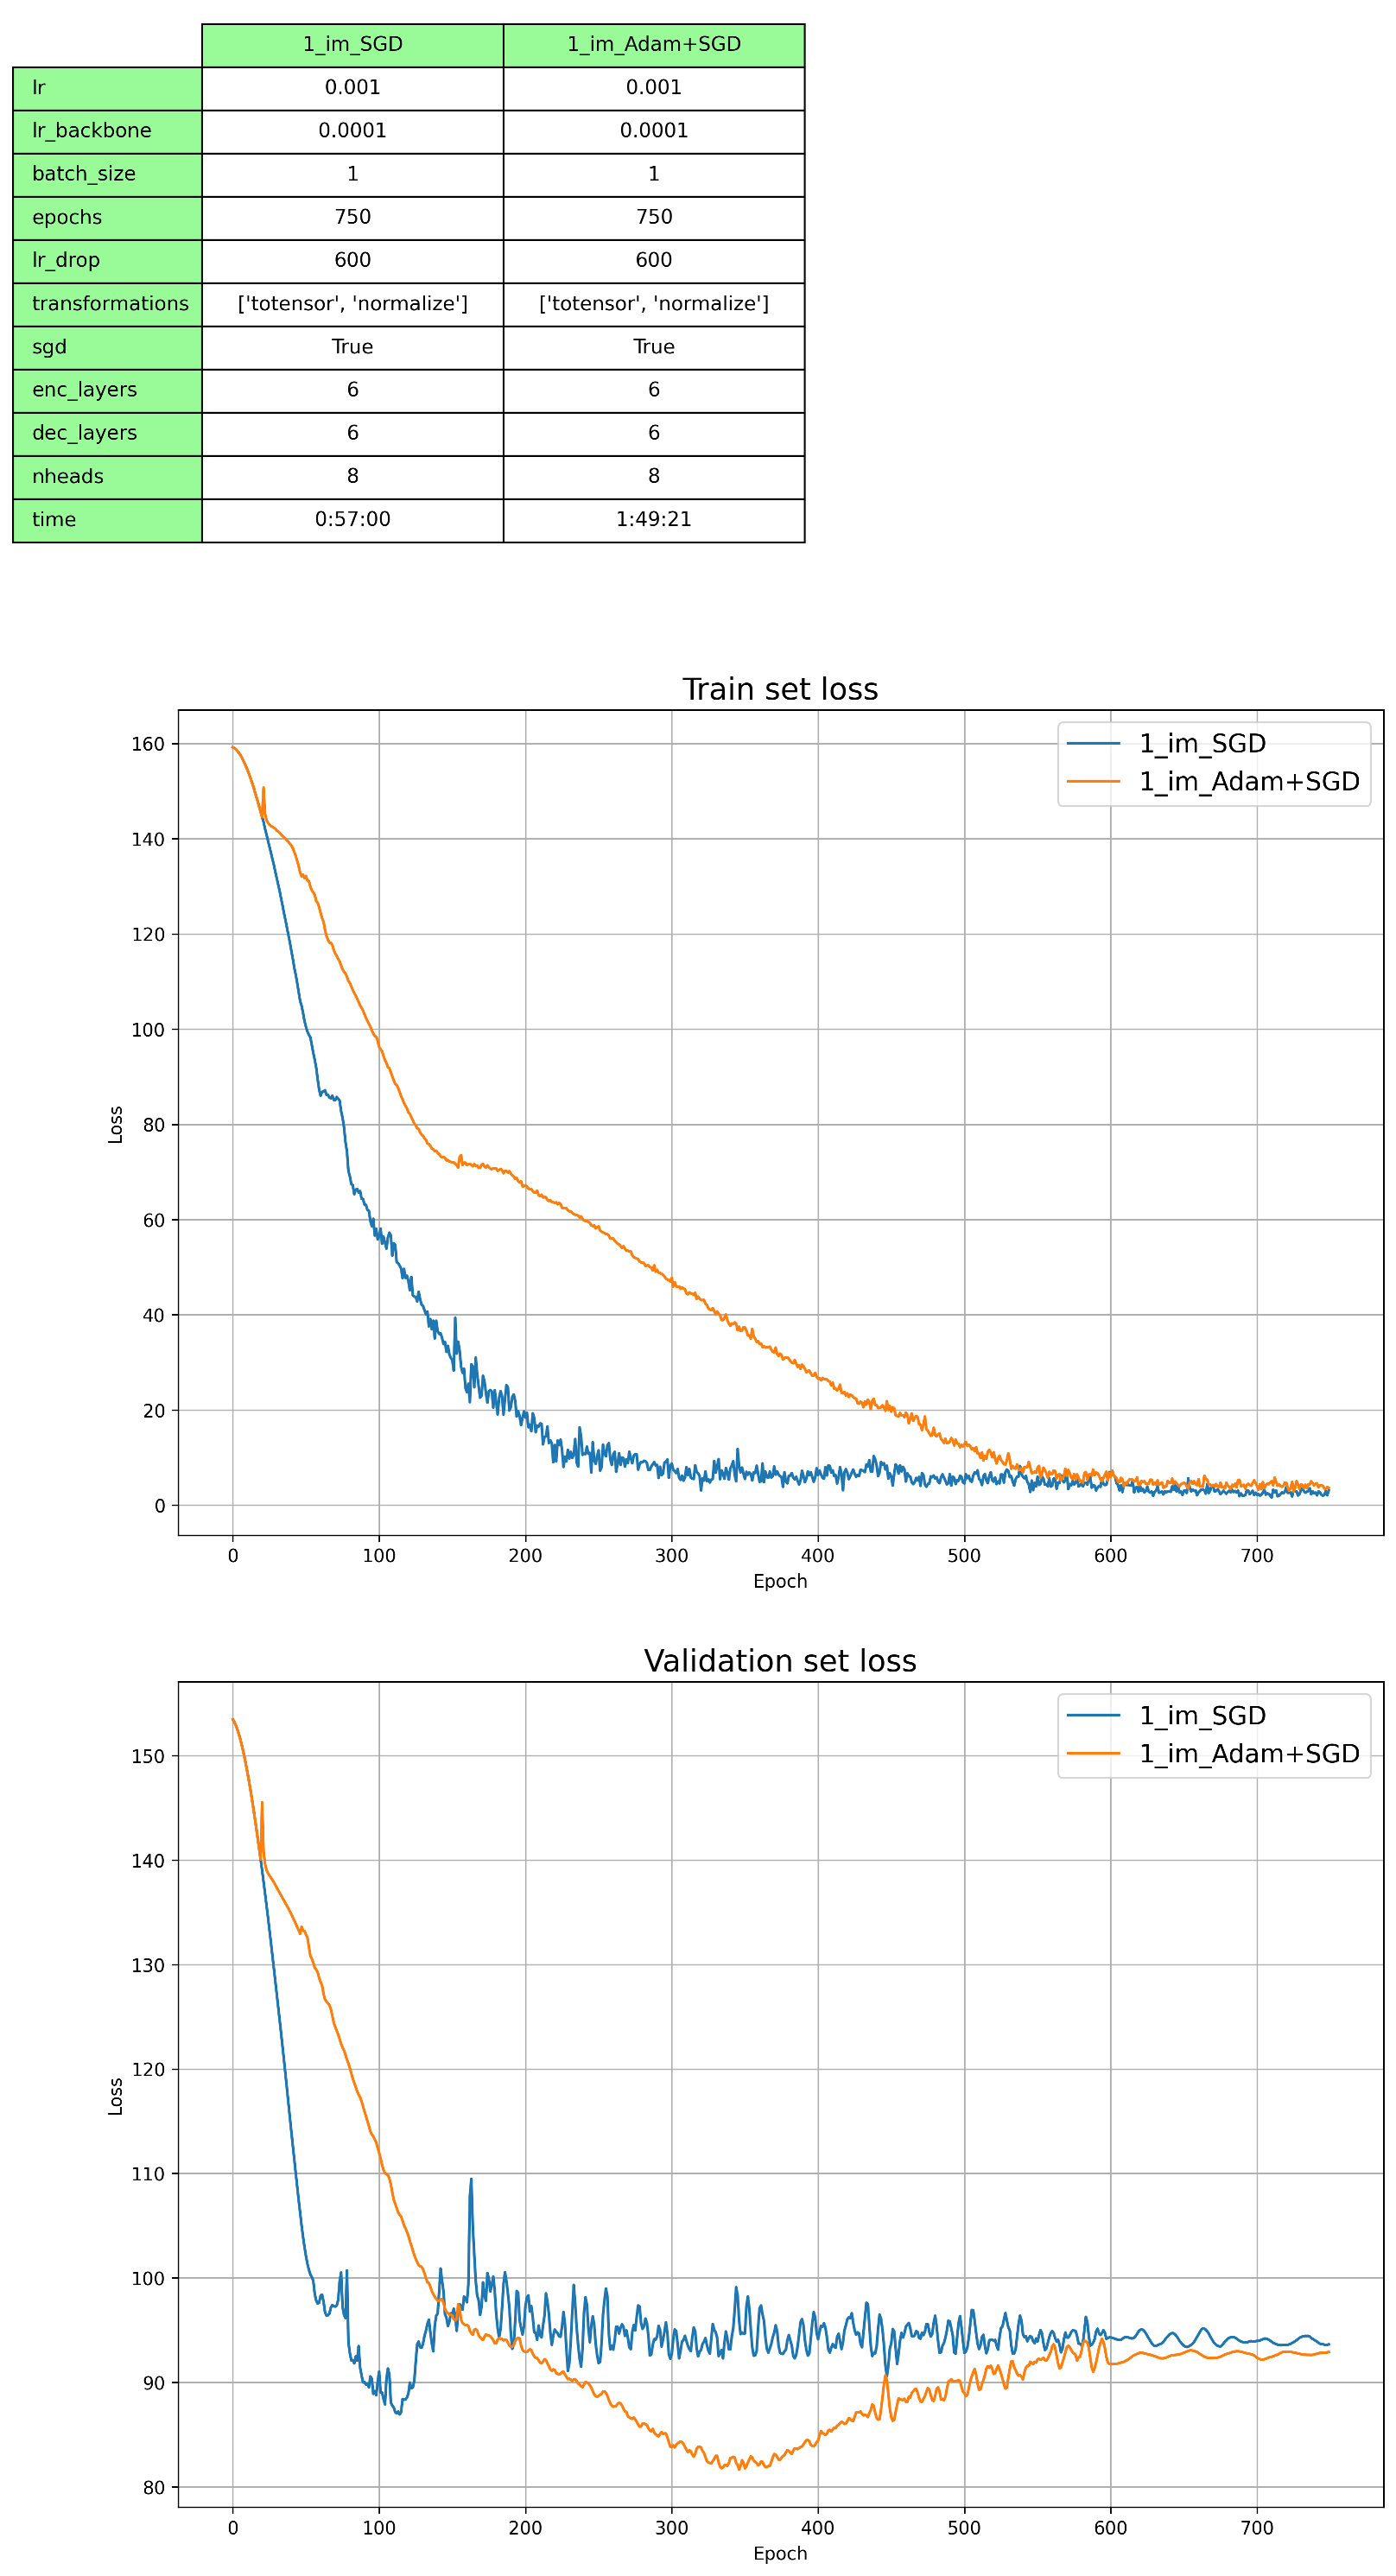 1_im_SGD 1_im_Adam+SGD
lr 0.001 0.001
lr_backbone 0.0001 0.0001
batch_size 1 1
epochs 750 750
lr_drop 600 600
transformations ['totensor', 'normalize'] ['totensor', 'normalize']
sgd True True
enc_layers 6 6
dec_layers 6 6
nheads 8 8
time 0:57:00 1:49:21
Train set loss
1_im_SGD
1_im_Adam+SGD
160
140
120
100
80
60
40
20
0
Loss
0 100 200 300 400 500 600 700
Epoch
Validation set loss
1_im_SGD
1_im_Adam+SGD
150
140
130
120
110
100
90
80
Loss
0 100 200 300 400 500 600 700
Epoch